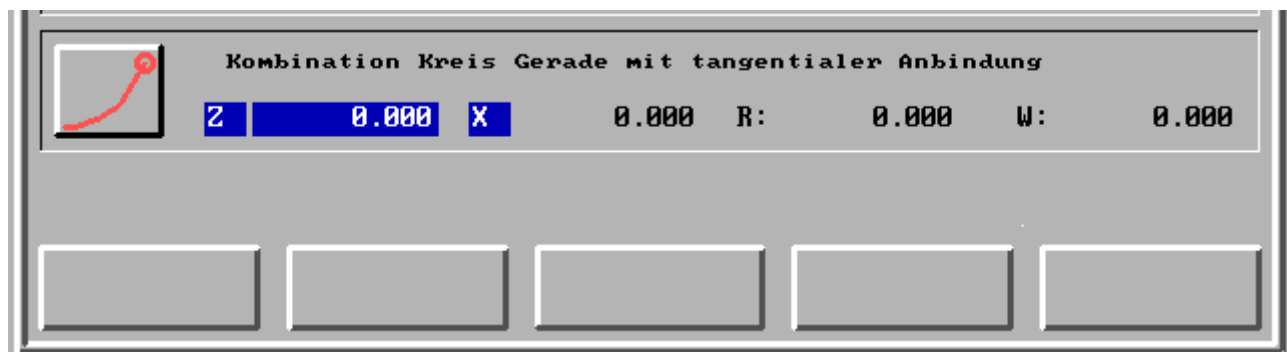 Kombination Kreis Gerade mit tangentialer Anbindung
Z 0.000 X 0.000 R: 0.000 W: 0.000